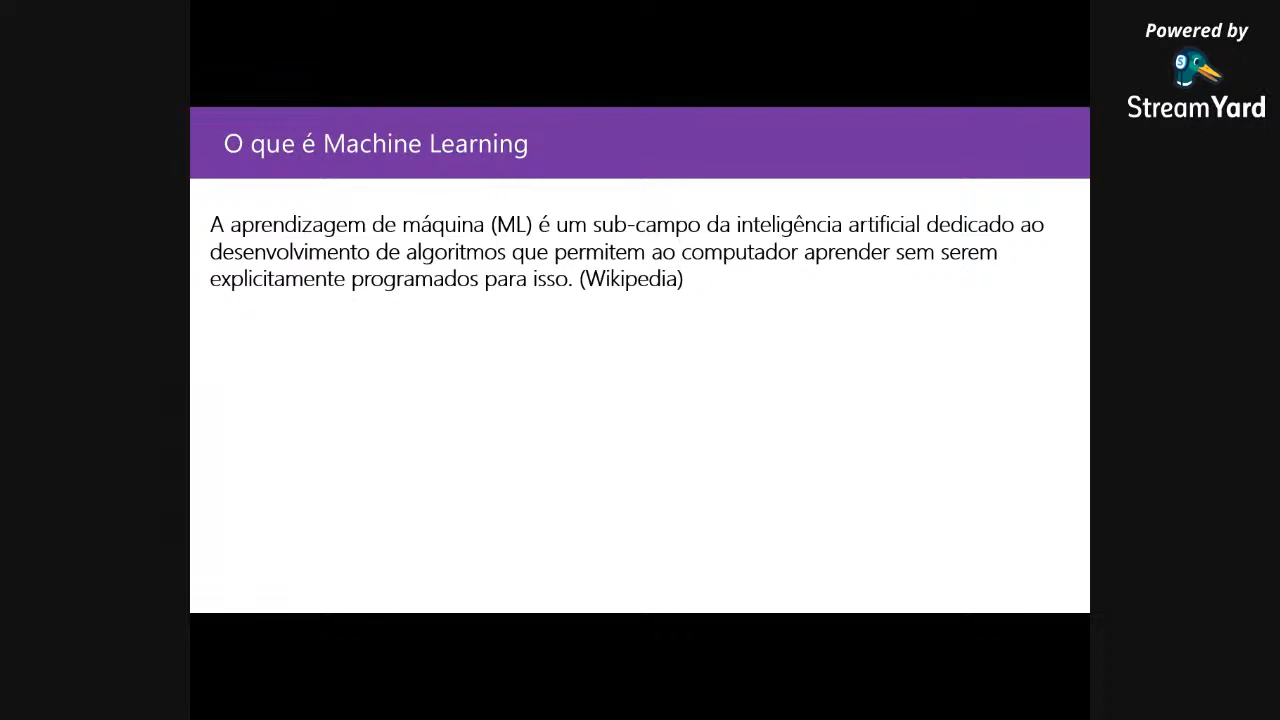 Powered by
StreamYard
O que é Machine Learning
A aprendizagem de máquina (ML) é um sub-campo da inteligência artificial dedicado ao
desenvolvimento de algoritmos que permitem ao computador aprender sem serem
explicitamente programados para isso. (Wikipedia)